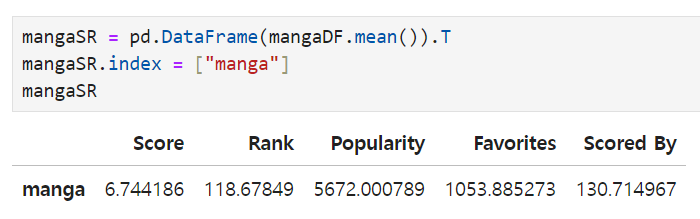 mangaSR = pd.DataFrame(mangaDF.mean()).T
mangaSR.index = ["manga"]
mangaSR
Score Rank Popularity Favorites Scored By
manga 6.744186 118.67849 5672.000789 1053.885273 130.714967